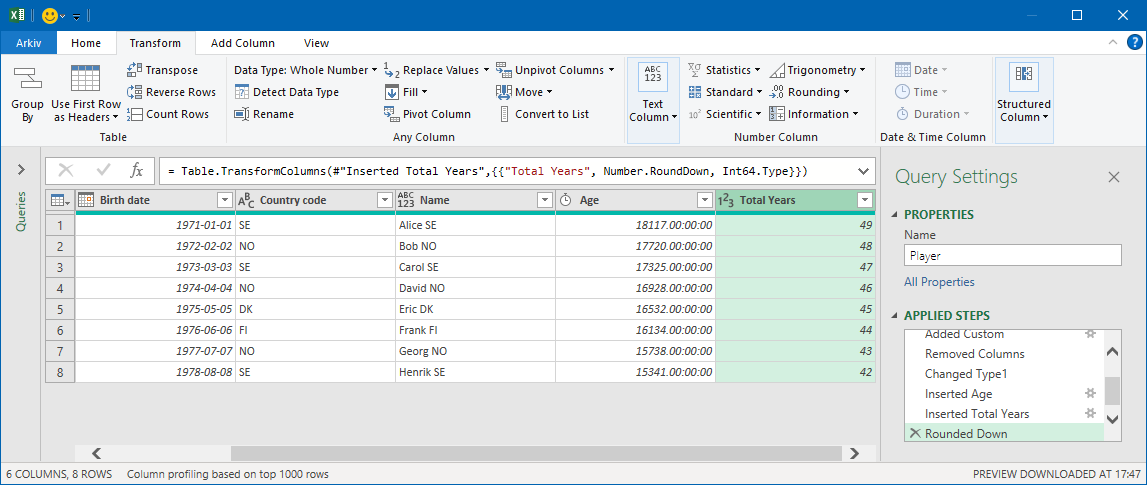 Arkiv Home Transform Add Column View
Group By
Use First Row as Headers
Transpose
Reverse Rows
Count Rows
Table
Data Type: Whole Number
Detect Data Type
Rename
Replace Values
Fill
Pivot Column
Unpivot Columns
Move
Convert to List
Any Column
ABC 123
Text Column
Statistics
Standard
Scientific
Trigonometry
Rounding
Information
Number Column
Date
Time
Duration
Date & Time Column
Structured Column
Queries
= Table.TransformColumns(#"Inserted Total Years",{{"Total Years", Number.RoundDown, Int64.Type}})
Birth date Country code Name Age Total Years
1 1971-01-01 SE Alice SE 18117.00:00:00 49
2 1972-02-02 NO Bob NO 17720.00:00:00 48
3 1973-03-03 SE Carol SE 17325.00:00:00 47
4 1974-04-04 NO David NO 16928.00:00:00 46
5 1975-05-05 DK Eric DK 16532.00:00:00 45
6 1976-06-06 FI Frank FI 16134.00:00:00 44
7 1977-07-07 NO Georg NO 15738.00:00:00 43
8 1978-08-08 SE Henrik SE 15341.00:00:00 42
Query Settings
PROPERTIES
Name
Player
All Properties
APPLIED STEPS
Added Custom
Removed Columns
Changed Type1
Inserted Age
Inserted Total Years
Rounded Down
6 COLUMNS, 8 ROWS Column profiling based on top 1000 rows PREVIEW DOWNLOADED AT 17:47